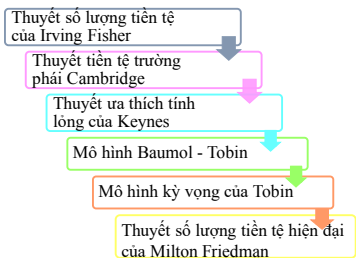 Thuyết số lượng tiền tệ
của Irving Fisher
Thuyết tiền tệ trường
phái Cambridge
Thuyết ưa thích tính
lỏng của Keynes
Mô hình Baumol - Tobin
Mô hình kỳ vọng của Tobin
Thuyết số lượng tiền tệ hiện đại
của Milton Friedman